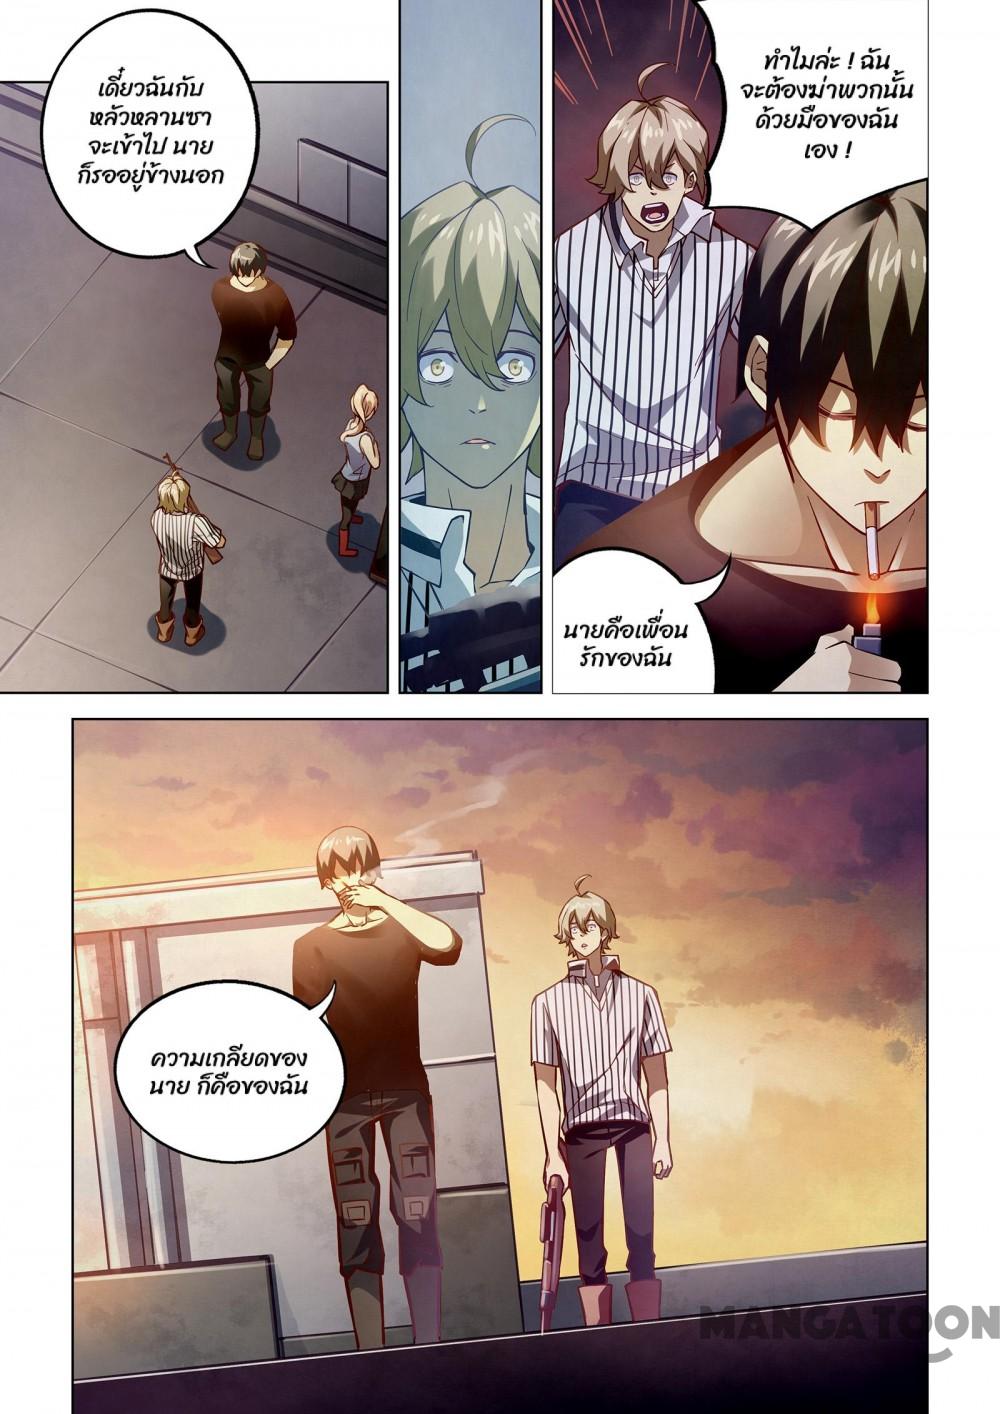 เดี๋ยวฉันกับ
หลัวหลานซา
จะเข้าไป นาย
ก็รออยู่ข้างนอก
ทำไมล่ะ ! ฉัน
จะต้องฆ่าพวกนั้น
ด้วยมือของฉัน
เอง !
นายคือเพื่อน
รักของฉัน
ความเกลียดของ
นาย ก็คือของฉัน
MANGATOON